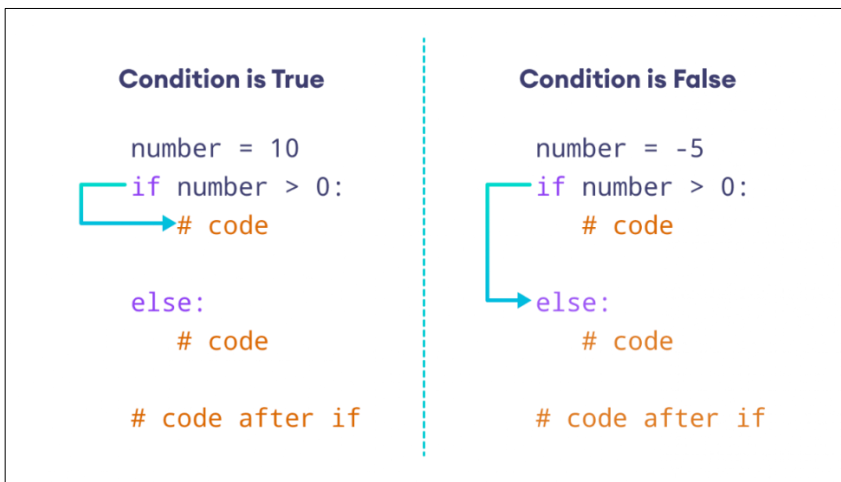 Condition is True
number = 10
if number > 0:
# code
else:
# code
# code after if
Condition is False
number = -5
if number > 0:
# code
else:
# code
# code after if